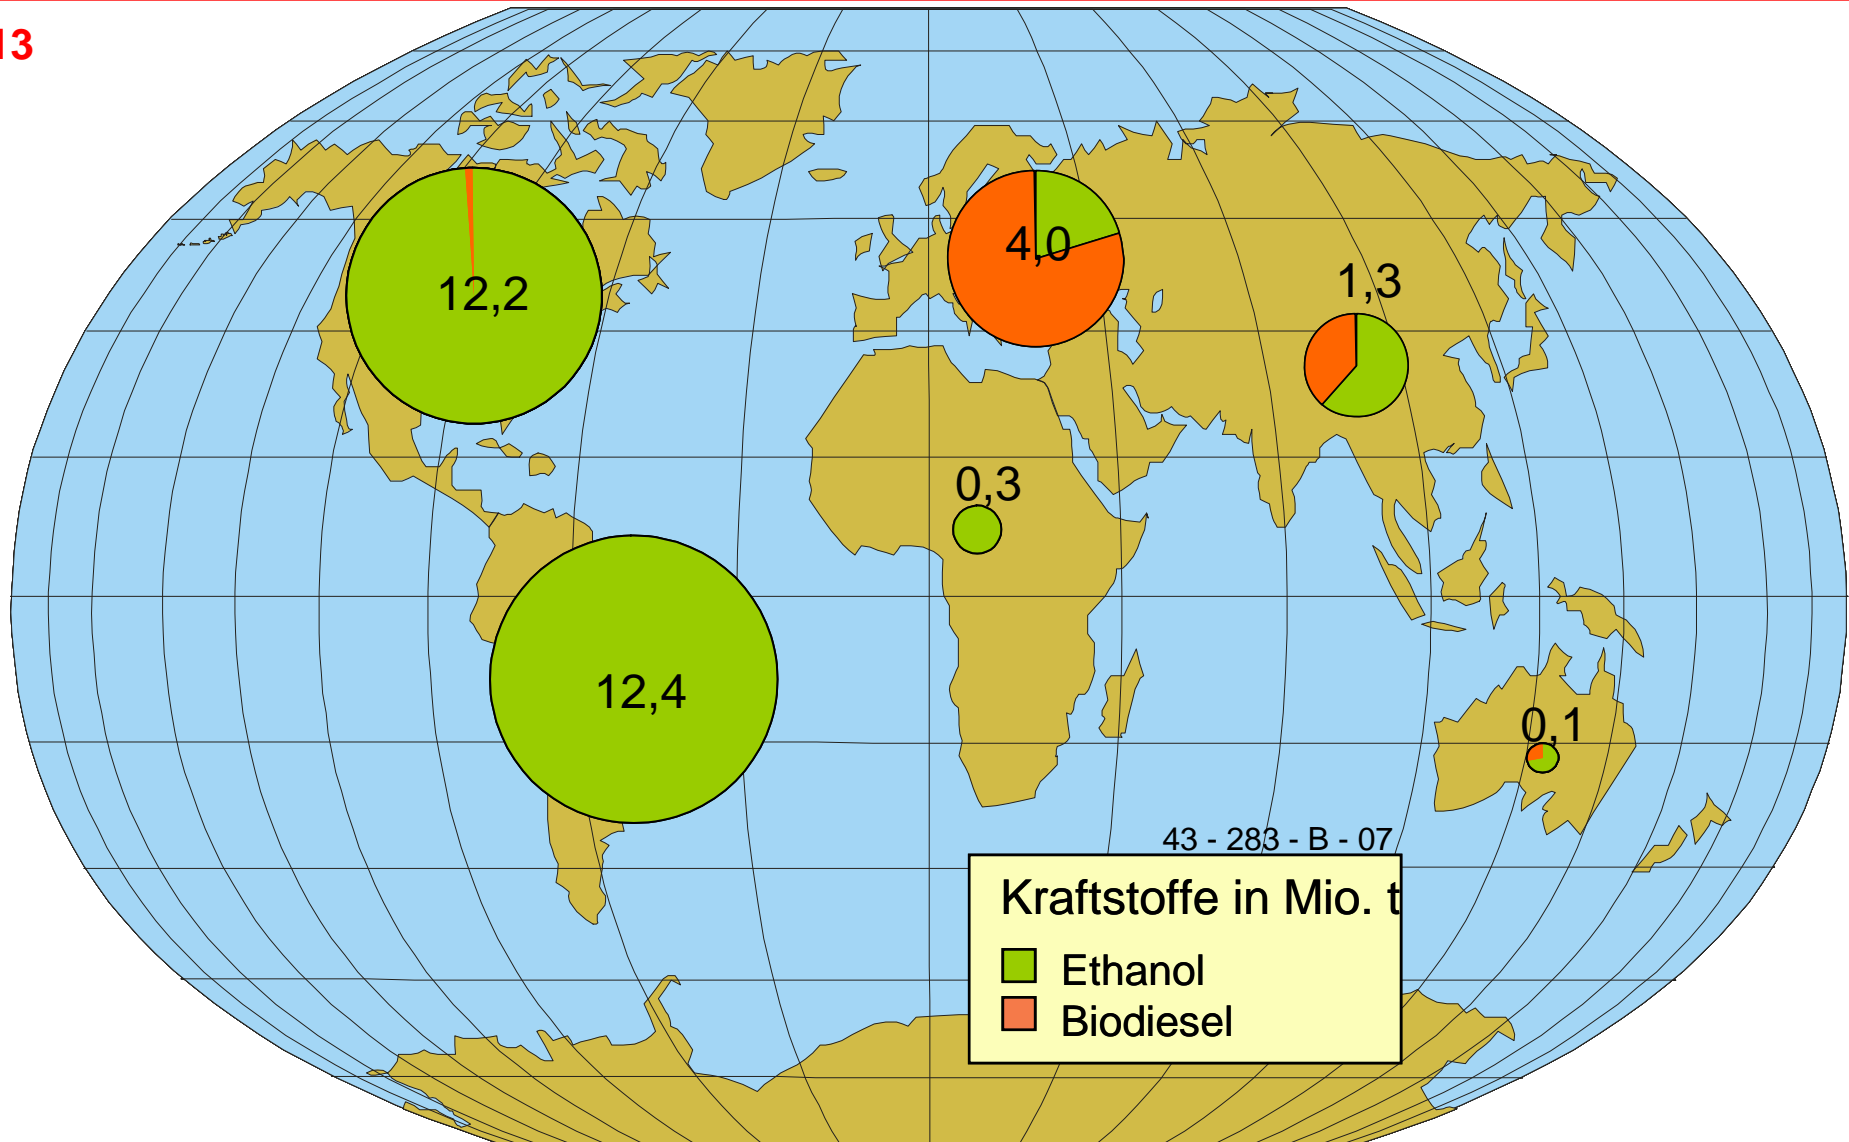 13
12,2
4,0
1,3
0,3
12,4
0,1
43 - 283 - B - 07
Kraftstoffe in Mio. t
Ethanol
Biodiesel